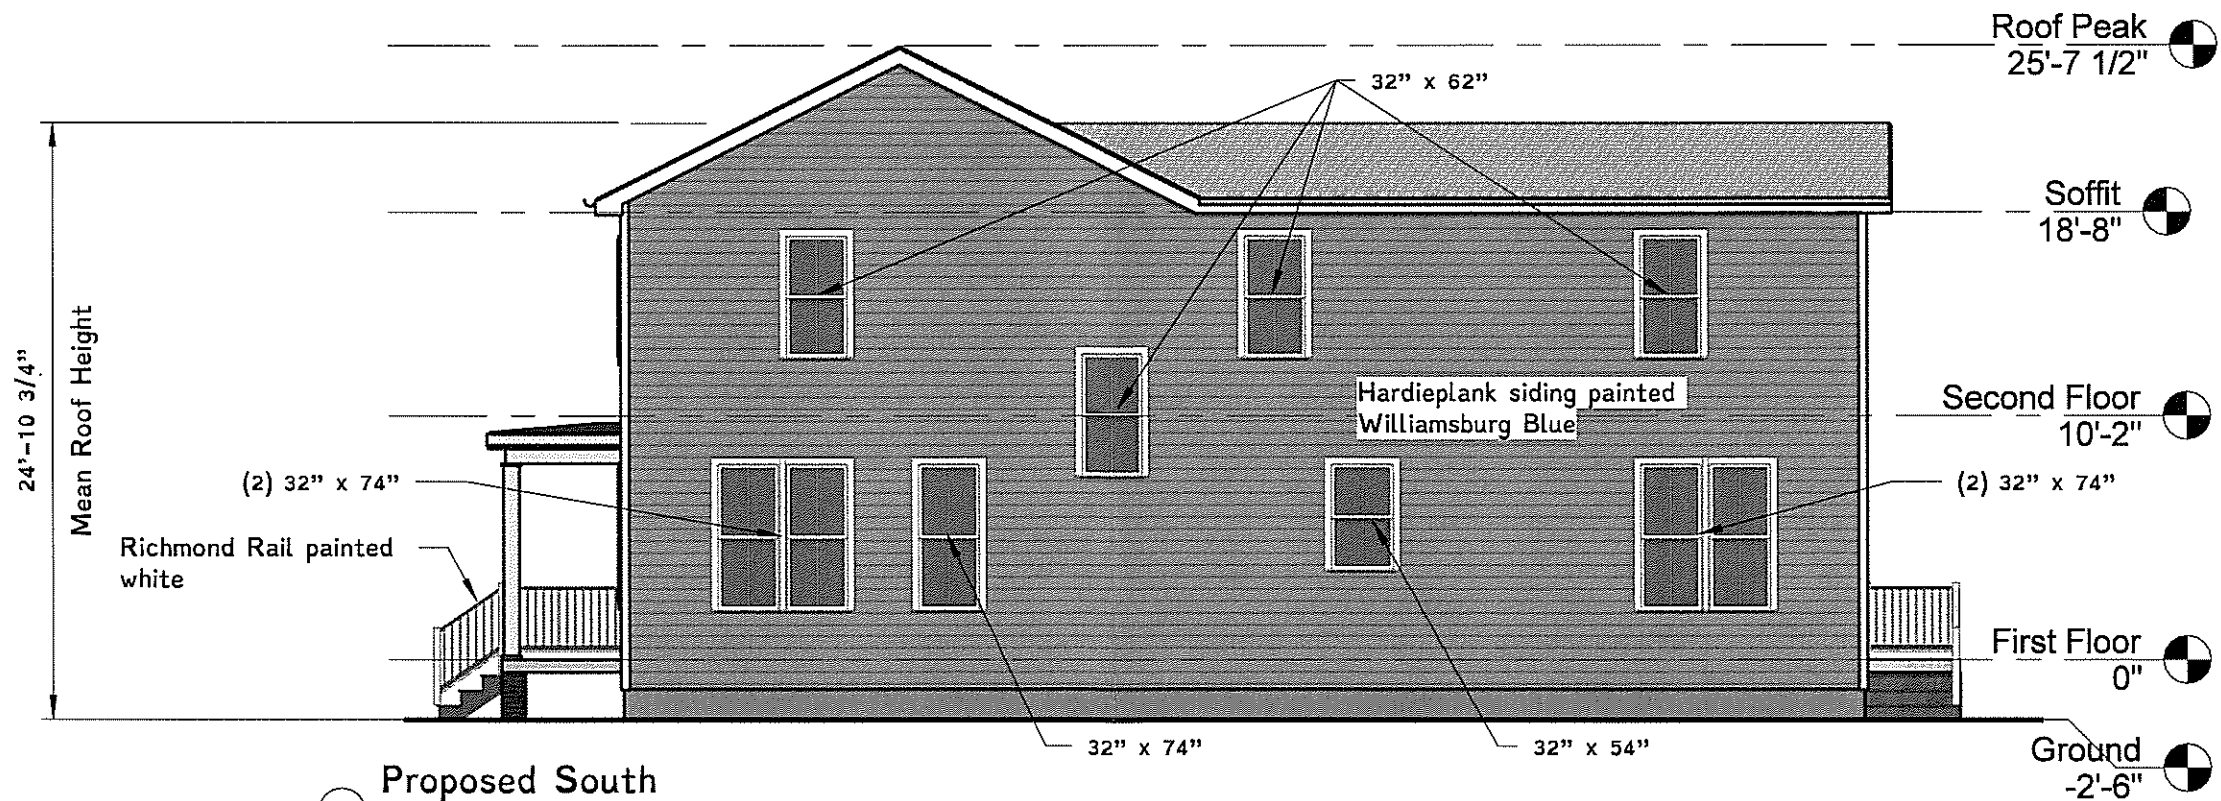 Roof Peak
25'-7 1/2"
32" x 62"
Soffit
18'-8"
24'-10 3/4"
Mean Roof Height
Hardieplank siding painted
Williamsburg Blue
Second Floor
10'-2"
(2) 32" x 74"
(2) 32" x 74"
Richmond Rail painted
white
First Floor
0"
32" x 74"
32" x 54"
Ground
-2'-6"
Proposed South